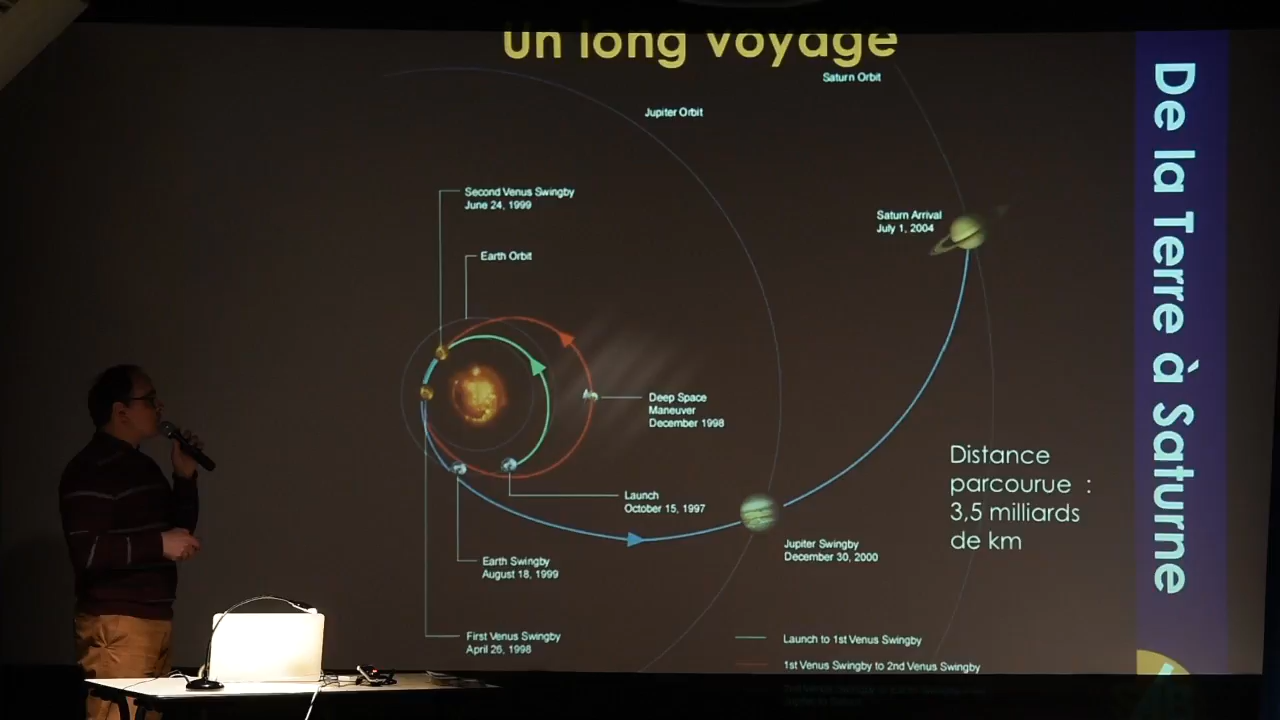 Un long voyage
Saturn Orbit
Jupiter Orbit
Second Venus Swingby
June 24, 1999
Saturn Arrival
July 1, 2004
Earth Orbit
Deep Space
Maneuver
December 1998
Distance
parcourue :
3,5 milliards
de km
Launch
October 15, 1997
Jupiter Swingby
December 30, 2000
Earth Swingby
August 18, 1999
First Venus Swingby
April 26, 1998
Launch to 1st Venus Swingby
1st Venus Swingby to 2nd Venus Swingby
De la Terre à Saturne